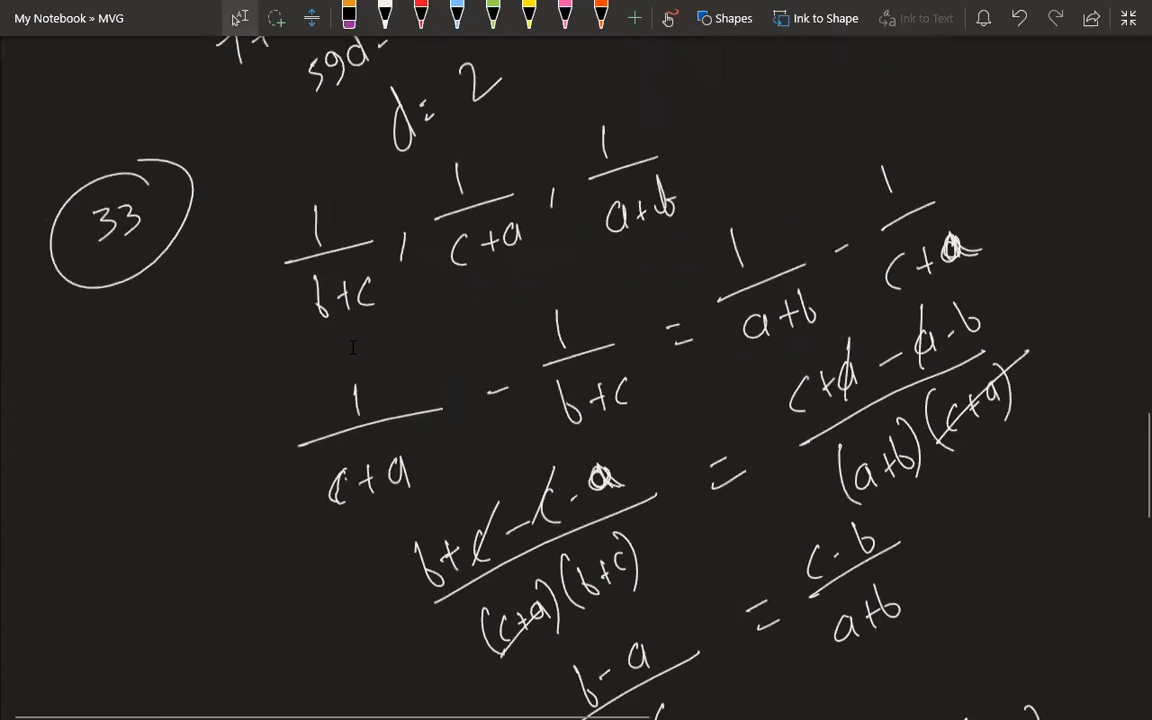 My Notebook » MVG
Shapes
Ink to Shape
Ink to Text
sgd.
d = 2
33
1/(b+c) , 1/(c+a) , 1/(a+b)
1/(c+a) - 1/(b+c) = 1/(a+b) - 1/(c+a)
(b+c-c-a)/((c+a)(b+c)) = (c+a-a-b)/((a+b)(c+a))
b-a = (c-b)/(a+b)